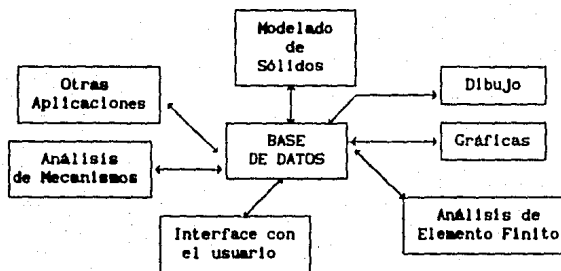 Modelado
de
Sólidos
Otras
Aplicaciones
Dibujo
BASE
DE DATOS
Gráficas
Análisis
de Mecanismos
Interface con
el usuario
Análisis de
Elemento Finito